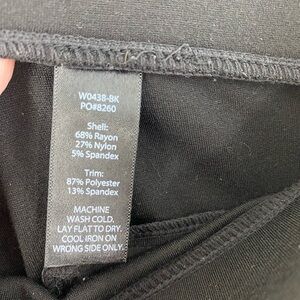 W0438-BK
PO#8260
Shell:
68% Rayon
27% Nylon
5% Spandex
Trim:
87% Polyester
13% Spandex
MACHINE
WASH COLD.
LAY FLAT TO DRY.
COOL IRON ON
WRONG SIDE ONLY.